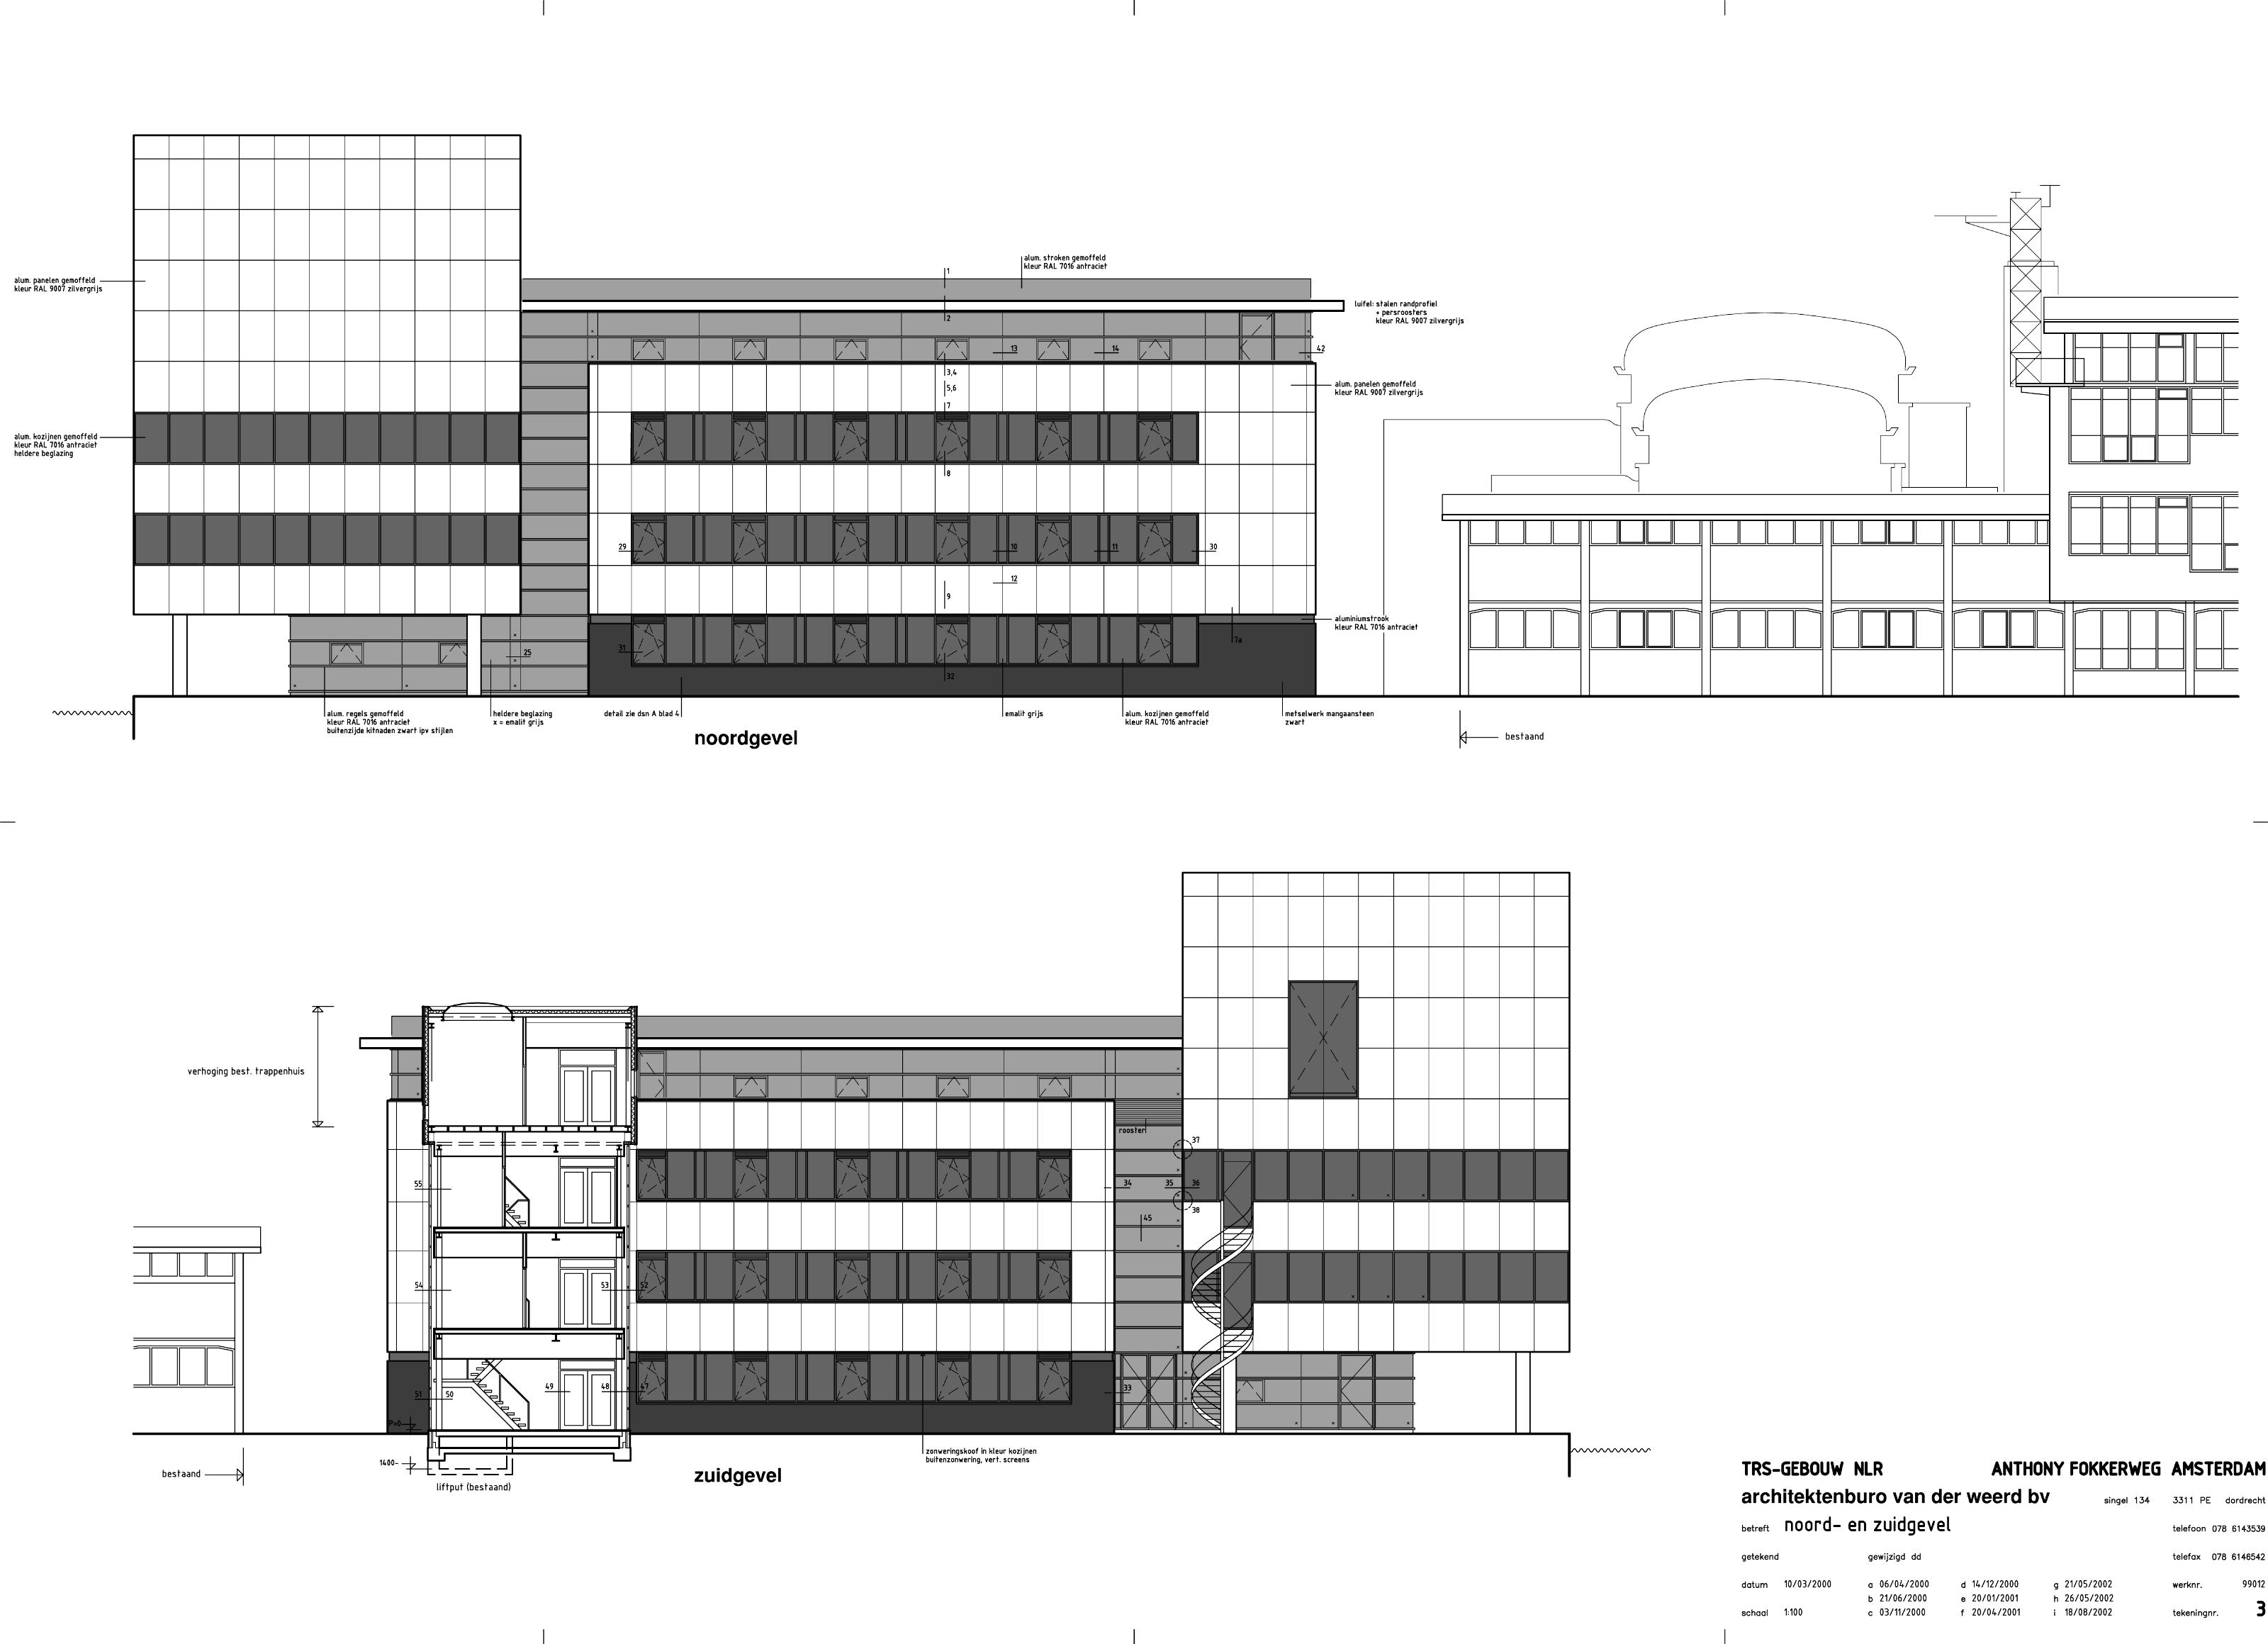 alum. stroken gemoffeld
kleur RAL 7016 antraciet
1
alum. panelen gemoffeld
kleur RAL 9007 zilvergrijs
luifel: stalen randprofiel
+ persroosters
kleur RAL 9007 zilvergrijs
2
13
14
42
3,4
5,6
alum. panelen gemoffeld
kleur RAL 9007 zilvergrijs
7
alum. kozijnen gemoffeld
kleur RAL 7016 antraciet
heldere beglazing
8
29
10
11
30
12
9
aluminiumstrook
kleur RAL 7016 antraciet
7a
31
25
32
alum. regels gemoffeld
kleur RAL 7016 antraciet
buitenzijde kitnaden zwart ipv stijlen
heldere beglazing
x = emalit grijs
detail zie dsn A blad 4
emalit grijs
alum. kozijnen gemoffeld
kleur RAL 7016 antraciet
metselwerk mangaansteen
zwart
noordgevel
bestaand
verhoging best. trappenhuis
rooster
37
55
34
35
36
38
45
54
53
52
51
50
49
48
47
33
P=0
1400-
zonweringskoof in kleur kozijnen
buitenzonwering, vert. screens
bestaand
liftput (bestaand)
zuidgevel
TRS-GEBOUW NLR ANTHONY FOKKERWEG AMSTERDAM
architektenburo van der weerd bv singel 134 3311 PE dordrecht
betreft noord- en zuidgevel telefoon 078 6143539
getekend gewijzigd dd telefax 078 6146542
datum 10/03/2000 a 06/04/2000 d 14/12/2000 g 21/05/2002 werknr. 99012
b 21/06/2000 e 20/01/2001 h 26/05/2002
schaal 1:100 c 03/11/2000 f 20/04/2001 i 18/08/2002 tekeningnr. 3